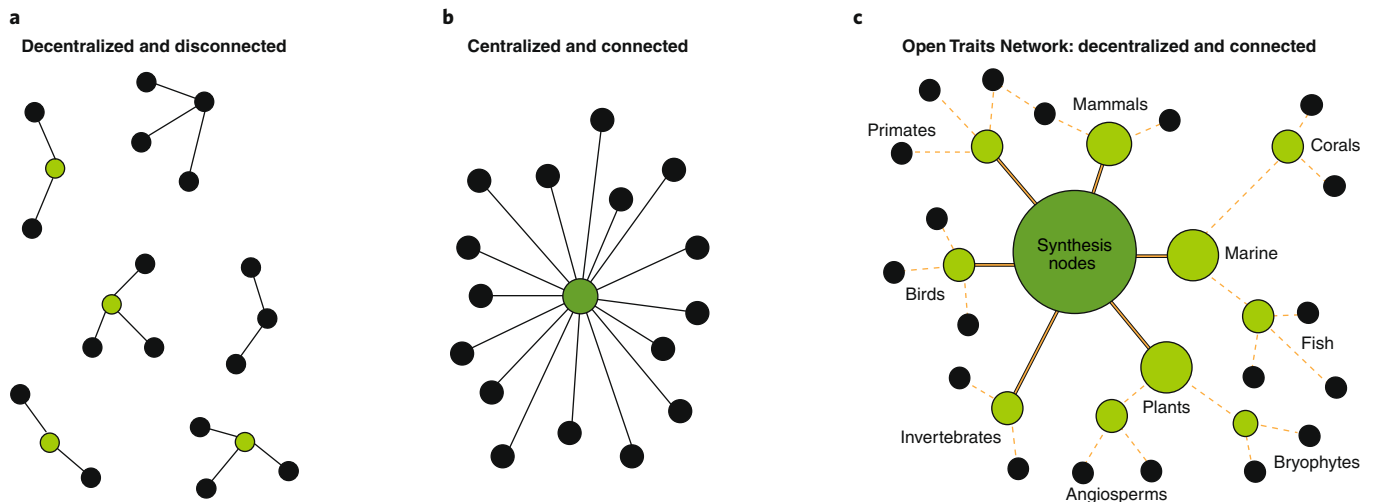 a
Decentralized and disconnected
b
Centralized and connected
c
Open Traits Network: decentralized and connected
Mammals
Primates
Corals
Synthesis
nodes
Marine
Birds
Fish
Plants
Invertebrates
Bryophytes
Angiosperms